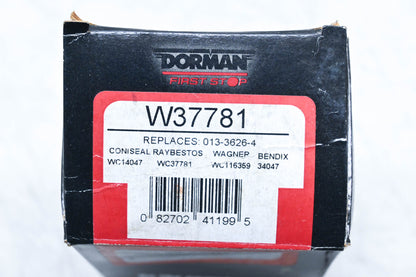 DORMAN
FIRST STOP
W37781
REPLACES: 013-3626-4
CONISEAL RAYBESTOS WAGNER BENDIX
WC14047 WC37781 WC116359 34047
0 82702 41199 5